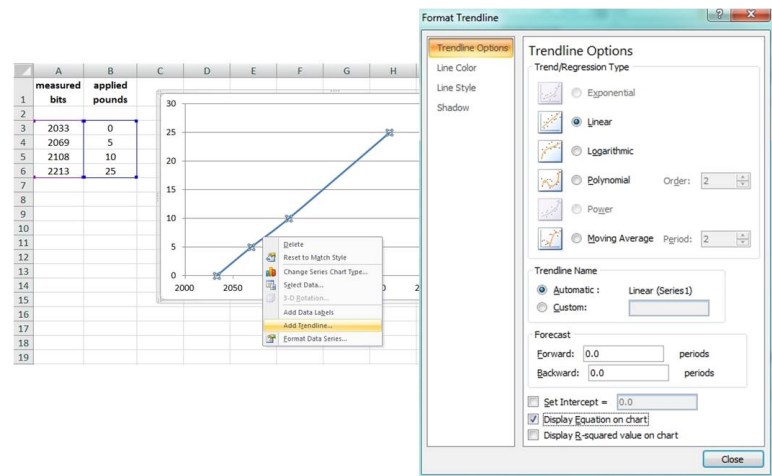 A B C D E F G H
1 measured bits applied pounds
2
3 2033 0
4 2069 5
5 2108 10
6 2213 25
7
8
9
10
11
12
13
14
15
16
17
18
19
30
25
20
15
10
5
0
2000 2050
Delete
Reset to Match Style
Change Series Chart Type...
Select Data...
3-D Rotation...
Add Data Labels
Add Trendline...
Format Data Series...
Format Trendline
Trendline Options
Line Color
Line Style
Shadow
Trendline Options
Trend/Regression Type
Exponential
Linear
Logarithmic
Polynomial Order: 2
Power
Moving Average Period: 2
Trendline Name
Automatic : Linear (Series1)
Custom:
Forecast
Forward: 0.0 periods
Backward: 0.0 periods
Set Intercept = 0.0
Display Equation on chart
Display R-squared value on chart
Close